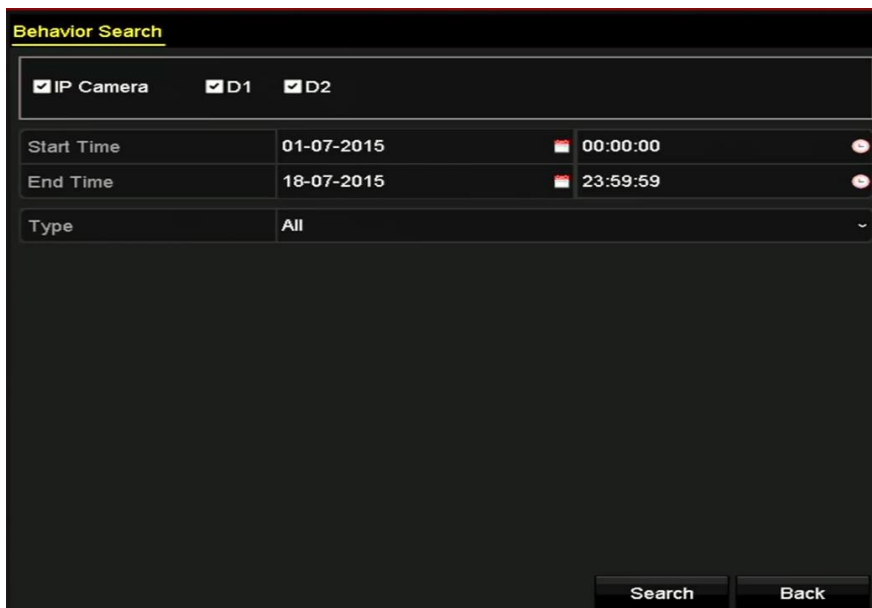 Behavior Search
IP Camera D1 D2
Start Time 01-07-2015 00:00:00
End Time 18-07-2015 23:59:59
Type All
Search Back